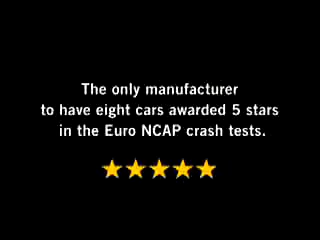 The only manufacturer
to have eight cars awarded 5 stars
in the Euro NCAP crash tests.